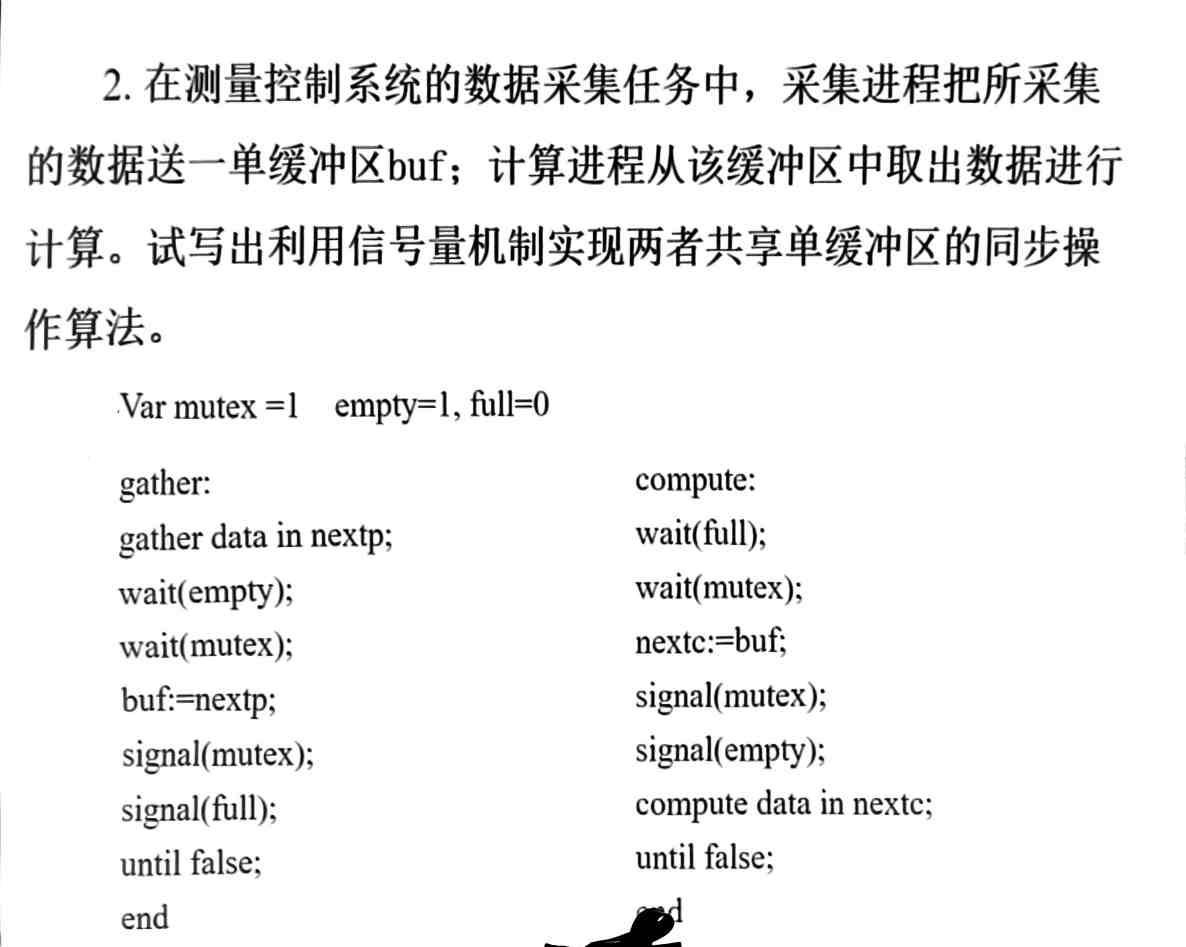 2. 在测量控制系统的数据采集任务中，采集进程把所采集
的数据送一单缓冲区buf；计算进程从该缓冲区中取出数据进行
计算。试写出利用信号量机制实现两者共享单缓冲区的同步操
作算法。
Var mutex =1 empty=1, full=0
gather:
gather data in nextp;
wait(empty);
wait(mutex);
buf:=nextp;
signal(mutex);
signal(full);
until false;
end
compute:
wait(full);
wait(mutex);
nextc:=buf;
signal(mutex);
signal(empty);
compute data in nextc;
until false;